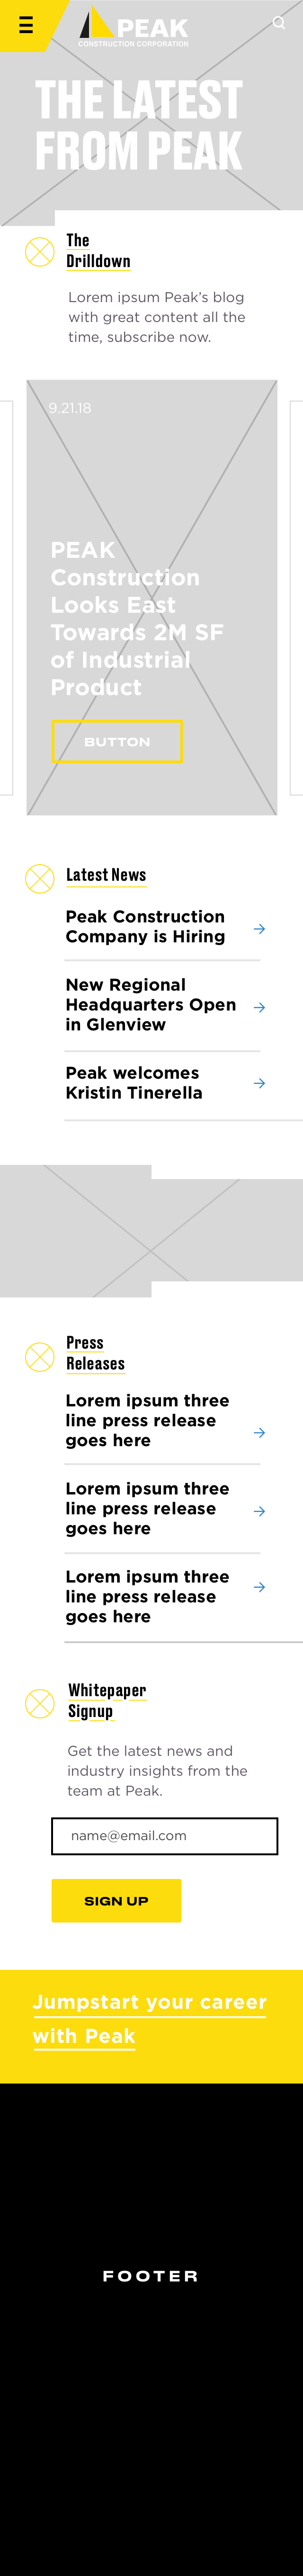 PEAK
CONSTRUCTION CORPORATION
THE LATEST
FROM PEAK
The
Drilldown
Lorem ipsum Peak's blog
with great content all the
time, subscribe now.
9.21.18
PEAK
Construction
Looks East
Towards 2M SF
of Industrial
Product
BUTTON
Latest News
Peak Construction
Company is Hiring
New Regional
Headquarters Open
in Glenview
Peak welcomes
Kristin Tinerella
Press
Releases
Lorem ipsum three
line press release
goes here
Lorem ipsum three
line press release
goes here
Lorem ipsum three
line press release
goes here
Whitepaper
Signup
Get the latest news and
industry insights from the
team at Peak.
name@email.com
SIGN UP
Jumpstart your career
with Peak
FOOTER